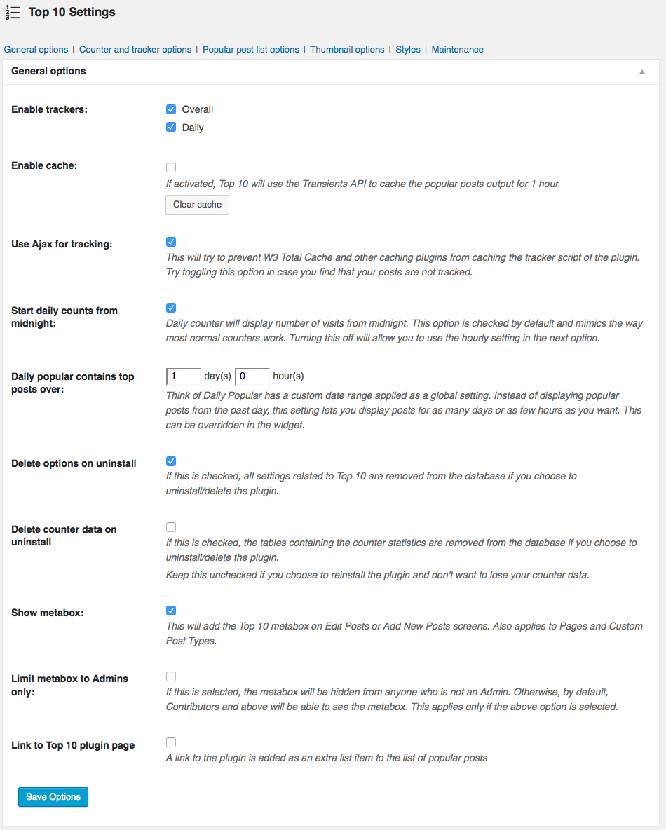 Top 10 Settings
General options | Counter and tracker options | Popular post list options | Thumbnail options | Styles | Maintenance
General options
Enable trackers:
Overall
Daily
Enable cache:
If activated, Top 10 will use the Transients API to cache the popular posts output for 1 hour.
Clear cache
Use Ajax for tracking:
This will try to prevent W3 Total Cache and other caching plugins from caching the tracker script of the plugin.
Try toggling this option in case you find that your posts are not tracked.
Start daily counts from
midnight:
Daily counter will display number of visits from midnight. This option is checked by default and mimics the way
most normal counters work. Turning this off will allow you to use the hourly setting in the next option.
Daily popular contains top
posts over:
1 day(s) 0 hour(s)
Think of Daily Popular has a custom date range applied as a global setting. Instead of displaying popular
posts from the past day, this setting lets you display posts for as many days or as few hours as you want. This
can be overridden in the widget.
Delete options on uninstall
If this is checked, all settings related to Top 10 are removed from the database if you choose to
uninstall/delete the plugin.
Delete counter data on
uninstall
If this is checked, the tables containing the counter statistics are removed from the database if you choose to
uninstall/delete the plugin.
Keep this unchecked if you choose to reinstall the plugin and don't want to lose your counter data.
Show metabox:
This will add the Top 10 metabox on Edit Posts or Add New Posts screens. Also applies to Pages and Custom
Post Types.
Limit metabox to Admins
only:
If this is selected, the metabox will be hidden from anyone who is not an Admin. Otherwise, by default,
Contributors and above will be able to see the metabox. This applies only if the above option is selected.
Link to Top 10 plugin page
A link to the plugin is added as an extra list item to the list of popular posts
Save Options